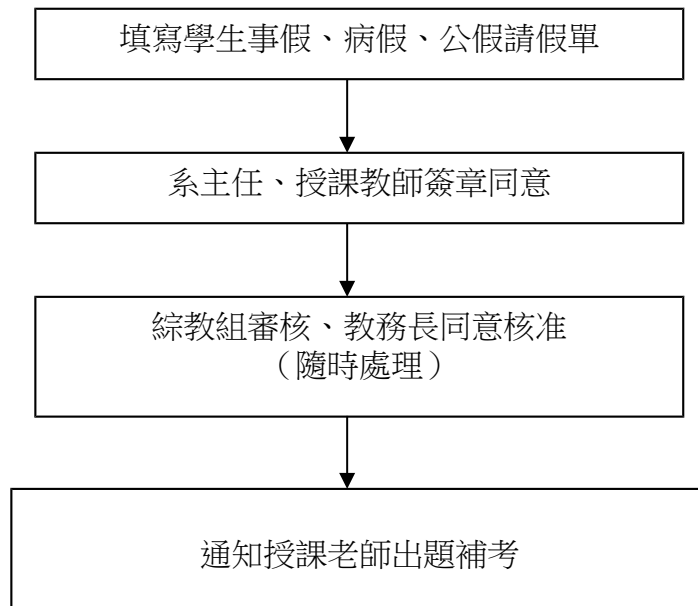 填寫學生事假、病假、公假請假單
系主任、授課教師簽章同意
綜教組審核、教務長同意核准
（隨時處理）
通知授課老師出題補考